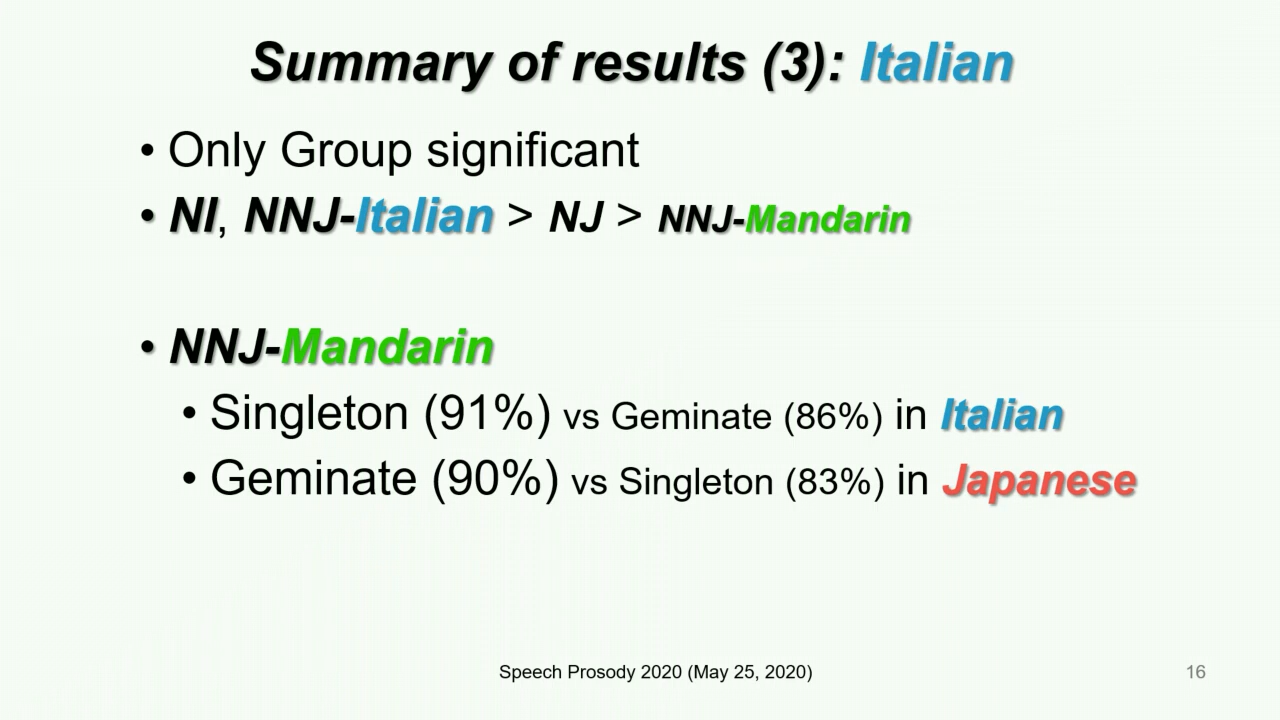 Summary of results (3): Italian
• Only Group significant
• NI, NNJ-Italian > NJ > NNJ-Mandarin
• NNJ-Mandarin
• Singleton (91%) vs Geminate (86%) in Italian
• Geminate (90%) vs Singleton (83%) in Japanese
Speech Prosody 2020 (May 25, 2020)
16